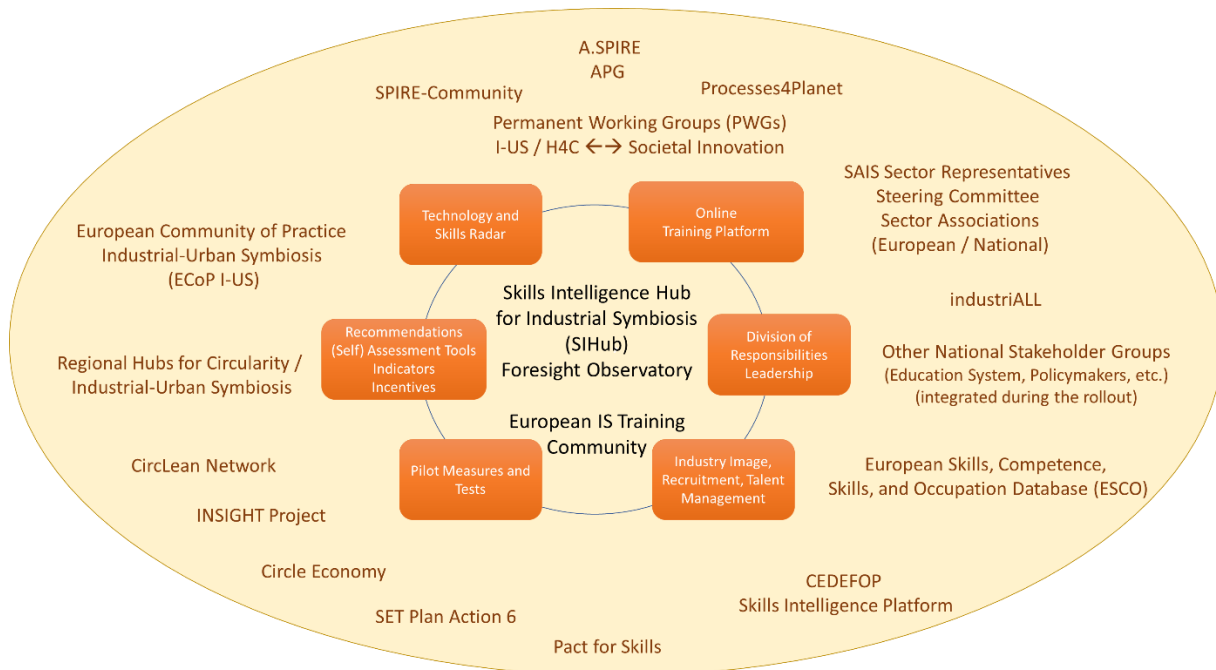 A.SPIRE
APG
SPIRE-Community
Processes4Planet
Permanent Working Groups (PWGs)
I-US / H4C ←→ Societal Innovation
SAIS Sector Representatives
Steering Committee
Sector Associations
(European / National)
Technology and
Skills Radar
Online
Training Platform
European Community of Practice
Industrial-Urban Symbiosis
(ECoP I-US)
Skills Intelligence Hub
for Industrial Symbiosis
(SIHub)
Foresight Observatory
industriALL
Recommendations
(Self) Assessment Tools
Indicators
Incentives
Division of
Responsibilities
Leadership
Regional Hubs for Circularity /
Industrial-Urban Symbiosis
Other National Stakeholder Groups
(Education System, Policymakers, etc.)
(integrated during the rollout)
European IS Training
Community
Pilot Measures and
Tests
Industry Image,
Recruitment, Talent
Management
CircLean Network
European Skills, Competence,
Skills, and Occupation Database (ESCO)
INSIGHT Project
Circle Economy
CEDEFOP
Skills Intelligence Platform
SET Plan Action 6
Pact for Skills